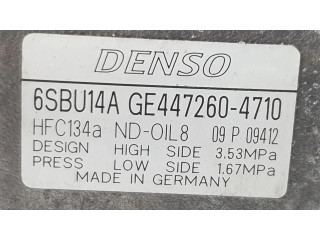 DENSO
6SBU14A GE447260-4710
HFC134a ND-OIL8 09 P 09412
DESIGN HIGH SIDE 3.53MPa
PRESS LOW SIDE 1.67MPa
MADE IN GERMANY